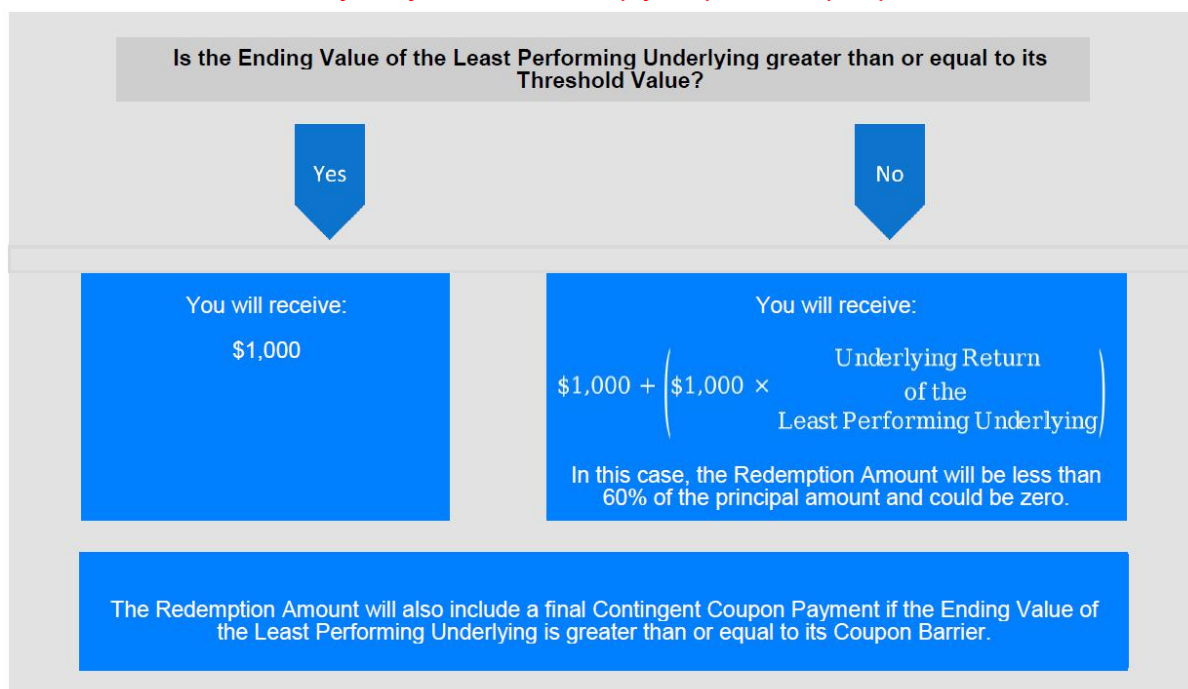 Is the Ending Value of the Least Performing Underlying greater than or equal to its
Threshold Value?
Yes
No
You will receive:
$1,000
You will receive:
$1,000 + ($1,000 × Underlying Return
of the
Least Performing Underlying)
In this case, the Redemption Amount will be less than
60% of the principal amount and could be zero.
The Redemption Amount will also include a final Contingent Coupon Payment if the Ending Value of
the Least Performing Underlying is greater than or equal to its Coupon Barrier.